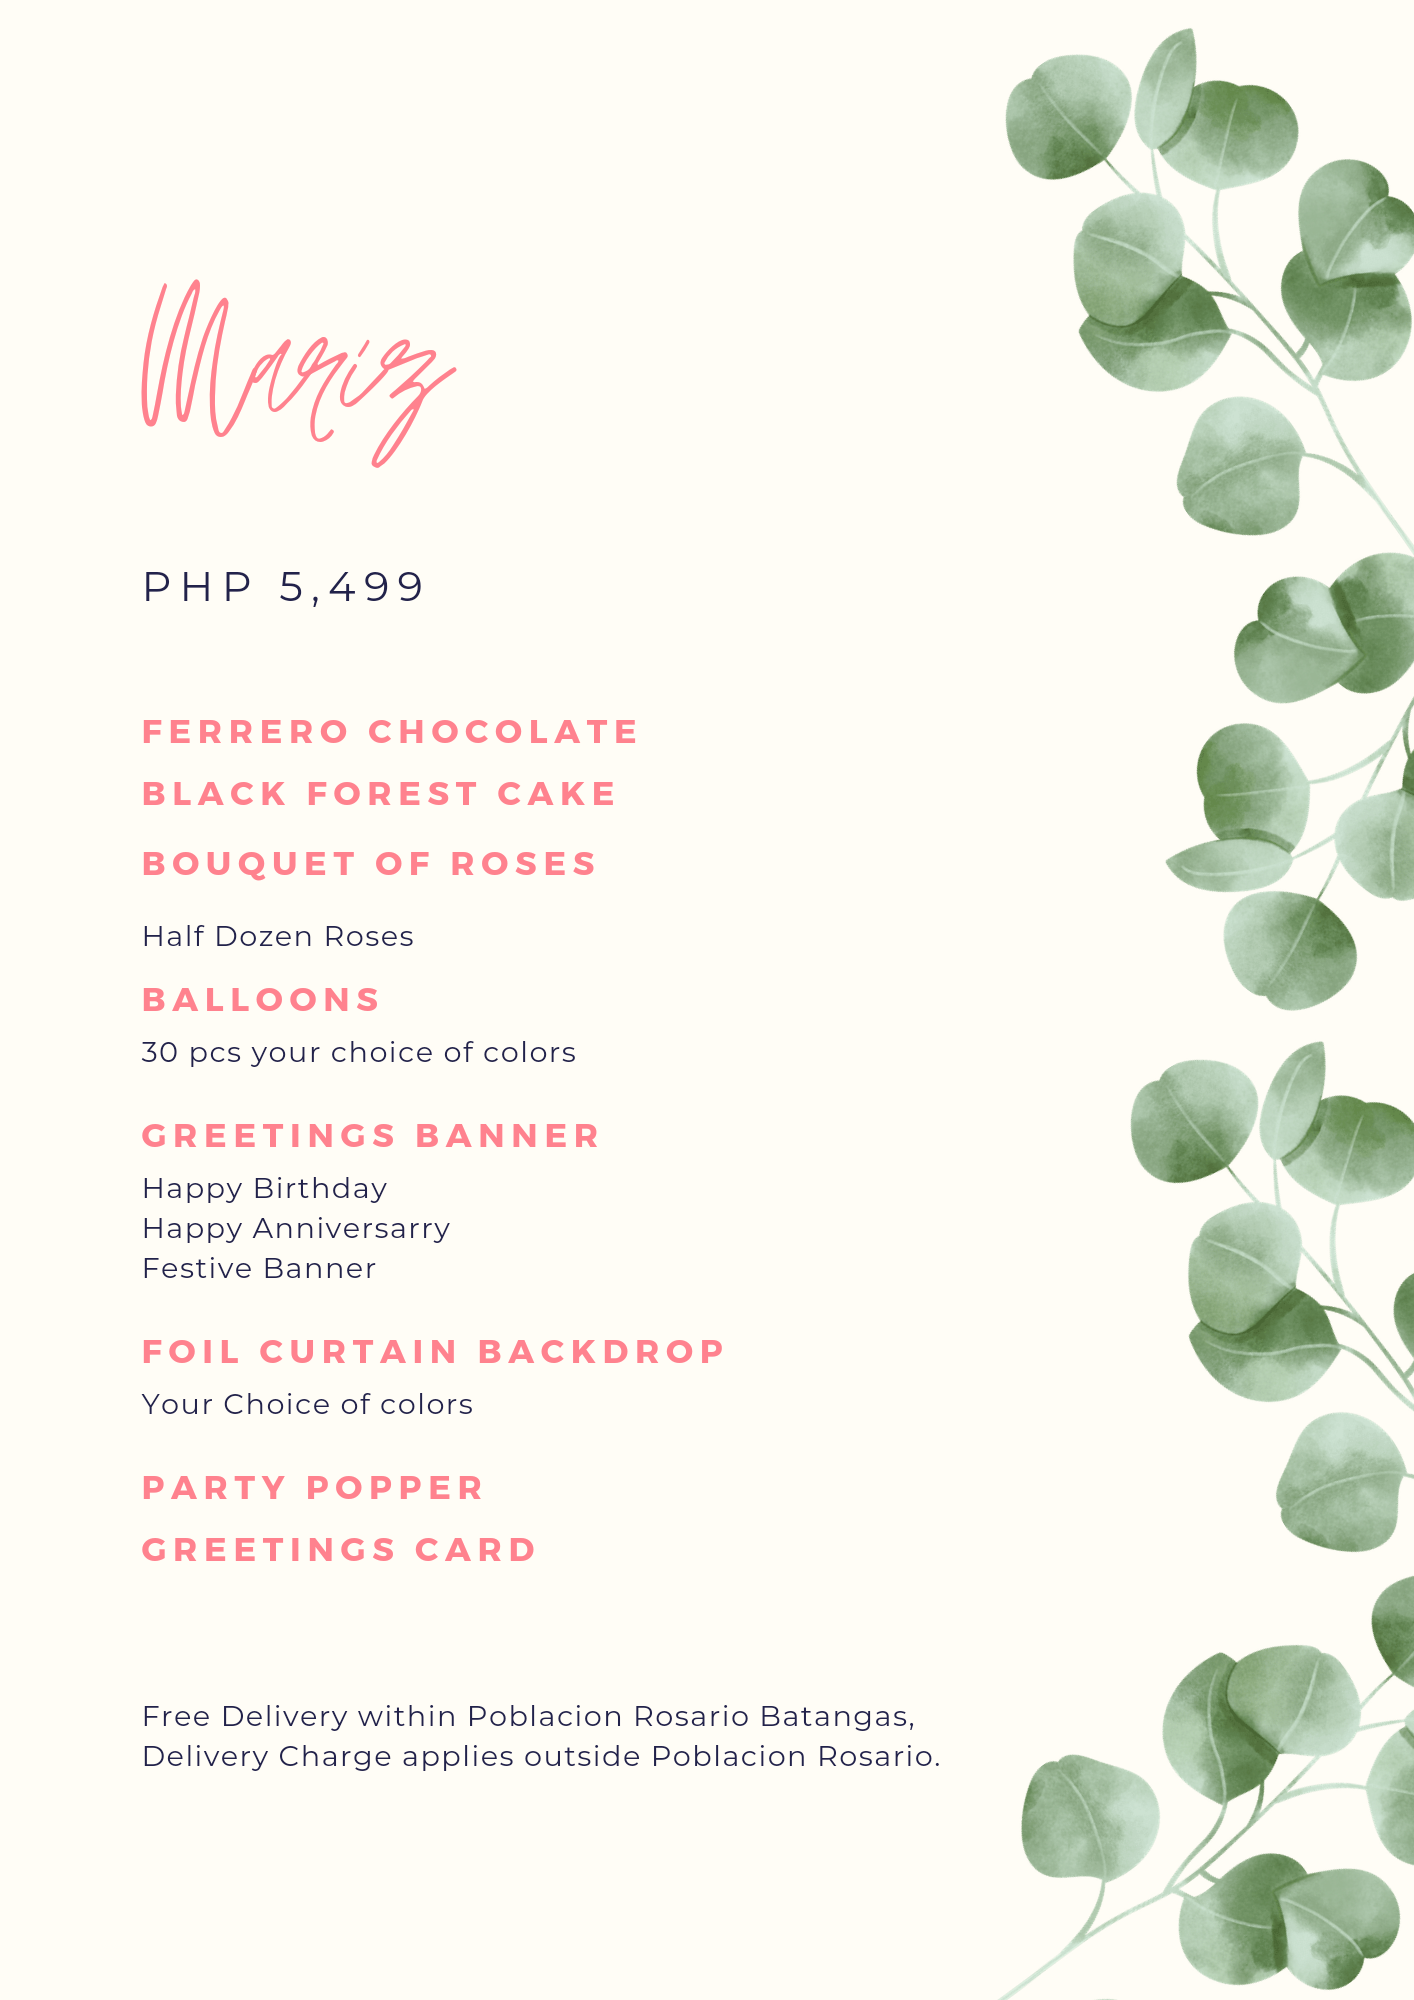 Mariz
PHP 5,499
FERRERO CHOCOLATE
BLACK FOREST CAKE
BOUQUET OF ROSES
Half Dozen Roses
BALLOONS
30 pcs your choice of colors
GREETINGS BANNER
Happy Birthday
Happy Anniversarry
Festive Banner
FOIL CURTAIN BACKDROP
Your Choice of colors
PARTY POPPER
GREETINGS CARD
Free Delivery within Poblacion Rosario Batangas,
Delivery Charge applies outside Poblacion Rosario.